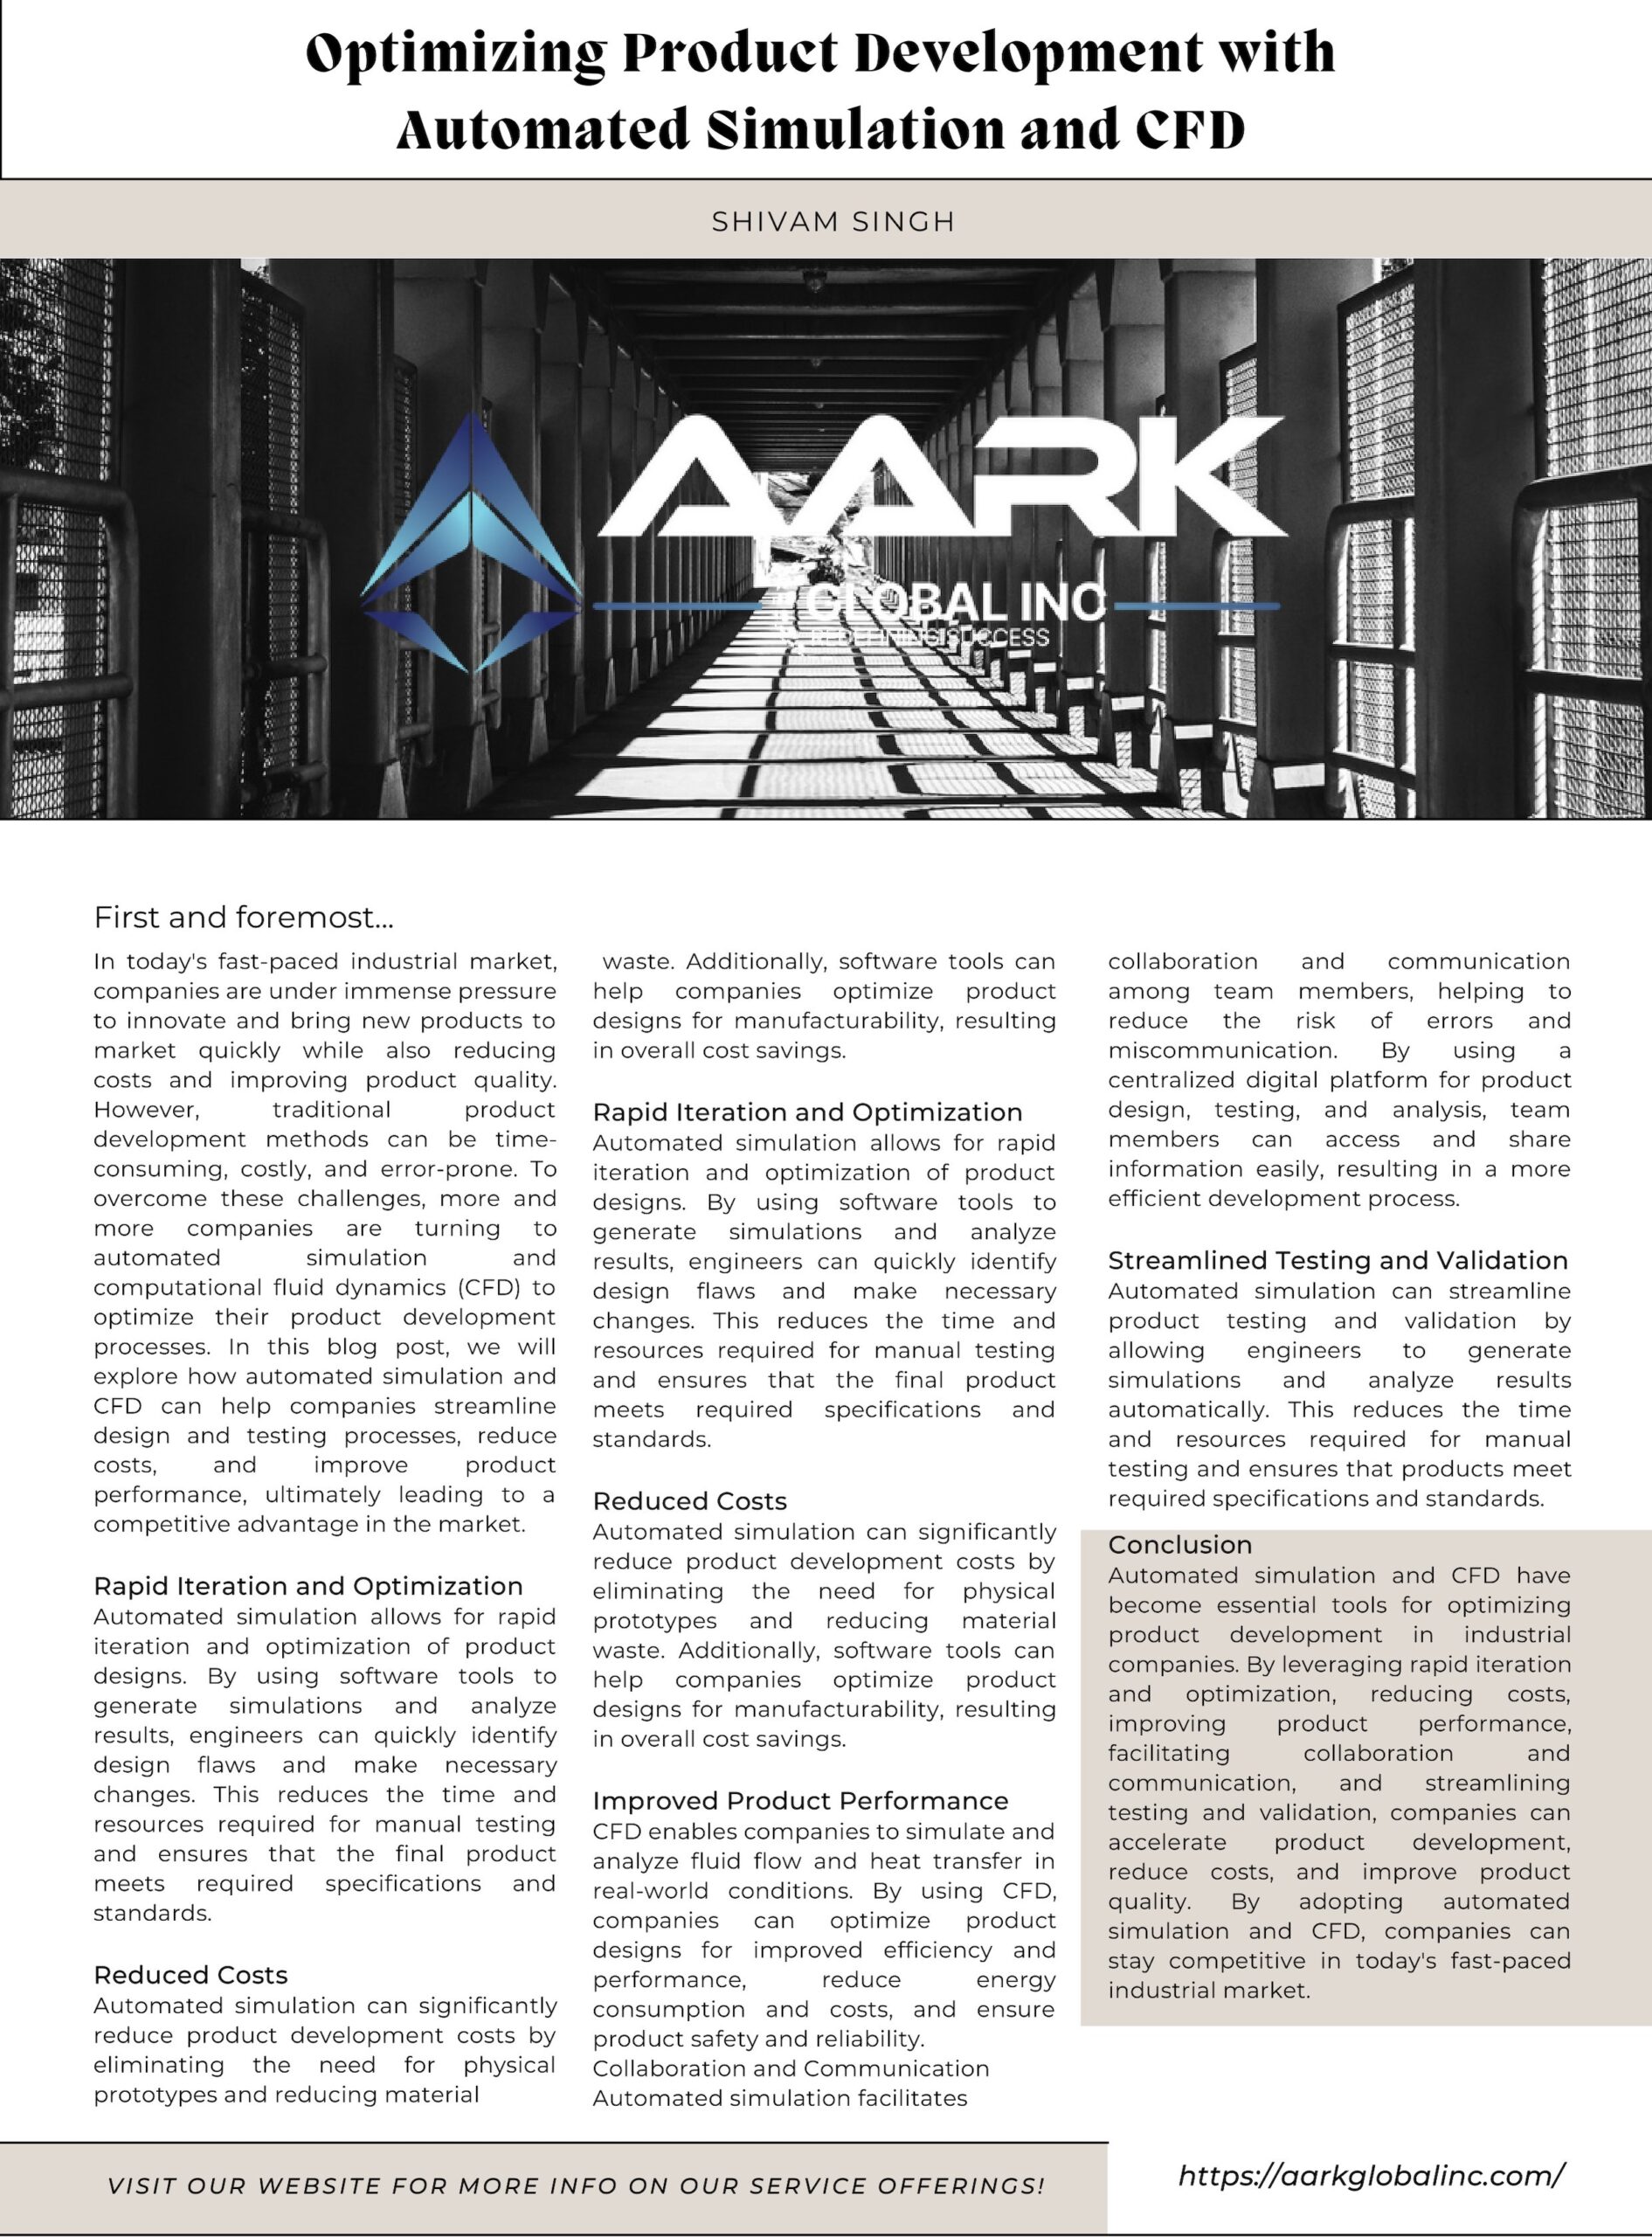 Optimizing Product Development with
Automated Simulation and CFD
SHIVAM SINGH
AARK
GLOBAL INC
REDEFINING SUCCESS
First and foremost...
In today's fast-paced industrial market,
companies are under immense pressure
to innovate and bring new products to
market quickly while also reducing
costs and improving product quality.
However, traditional product
development methods can be time-
consuming, costly, and error-prone. To
overcome these challenges, more and
more companies are turning to
automated simulation and
computational fluid dynamics (CFD) to
optimize their product development
processes. In this blog post, we will
explore how automated simulation and
CFD can help companies streamline
design and testing processes, reduce
costs, and improve product
performance, ultimately leading to a
competitive advantage in the market.
Rapid Iteration and Optimization
Automated simulation allows for rapid
iteration and optimization of product
designs. By using software tools to
generate simulations and analyze
results, engineers can quickly identify
design flaws and make necessary
changes. This reduces the time and
resources required for manual testing
and ensures that the final product
meets required specifications and
standards.
Reduced Costs
Automated simulation can significantly
reduce product development costs by
eliminating the need for physical
prototypes and reducing material
waste. Additionally, software tools can
help companies optimize product
designs for manufacturability, resulting
in overall cost savings.
Rapid Iteration and Optimization
Automated simulation allows for rapid
iteration and optimization of product
designs. By using software tools to
generate simulations and analyze
results, engineers can quickly identify
design flaws and make necessary
changes. This reduces the time and
resources required for manual testing
and ensures that the final product
meets required specifications and
standards.
Reduced Costs
Automated simulation can significantly
reduce product development costs by
eliminating the need for physical
prototypes and reducing material
waste. Additionally, software tools can
help companies optimize product
designs for manufacturability, resulting
in overall cost savings.
Improved Product Performance
CFD enables companies to simulate and
analyze fluid flow and heat transfer in
real-world conditions. By using CFD,
companies can optimize product
designs for improved efficiency and
performance, reduce energy
consumption and costs, and ensure
product safety and reliability.
Collaboration and Communication
Automated simulation facilitates
collaboration and communication
among team members, helping to
reduce the risk of errors and
miscommunication. By using a
centralized digital platform for product
design, testing, and analysis, team
members can access and share
information easily, resulting in a more
efficient development process.
Streamlined Testing and Validation
Automated simulation can streamline
product testing and validation by
allowing engineers to generate
simulations and analyze results
automatically. This reduces the time
and resources required for manual
testing and ensures that products meet
required specifications and standards.
Conclusion
Automated simulation and CFD have
become essential tools for optimizing
product development in industrial
companies. By leveraging rapid iteration
and optimization, reducing costs,
improving product performance,
facilitating collaboration and
communication, and streamlining
testing and validation, companies can
accelerate product development,
reduce costs, and improve product
quality. By adopting automated
simulation and CFD, companies can
stay competitive in today's fast-paced
industrial market.
VISIT OUR WEBSITE FOR MORE INFO ON OUR SERVICE OFFERINGS!
https://aarkglobalinc.com/